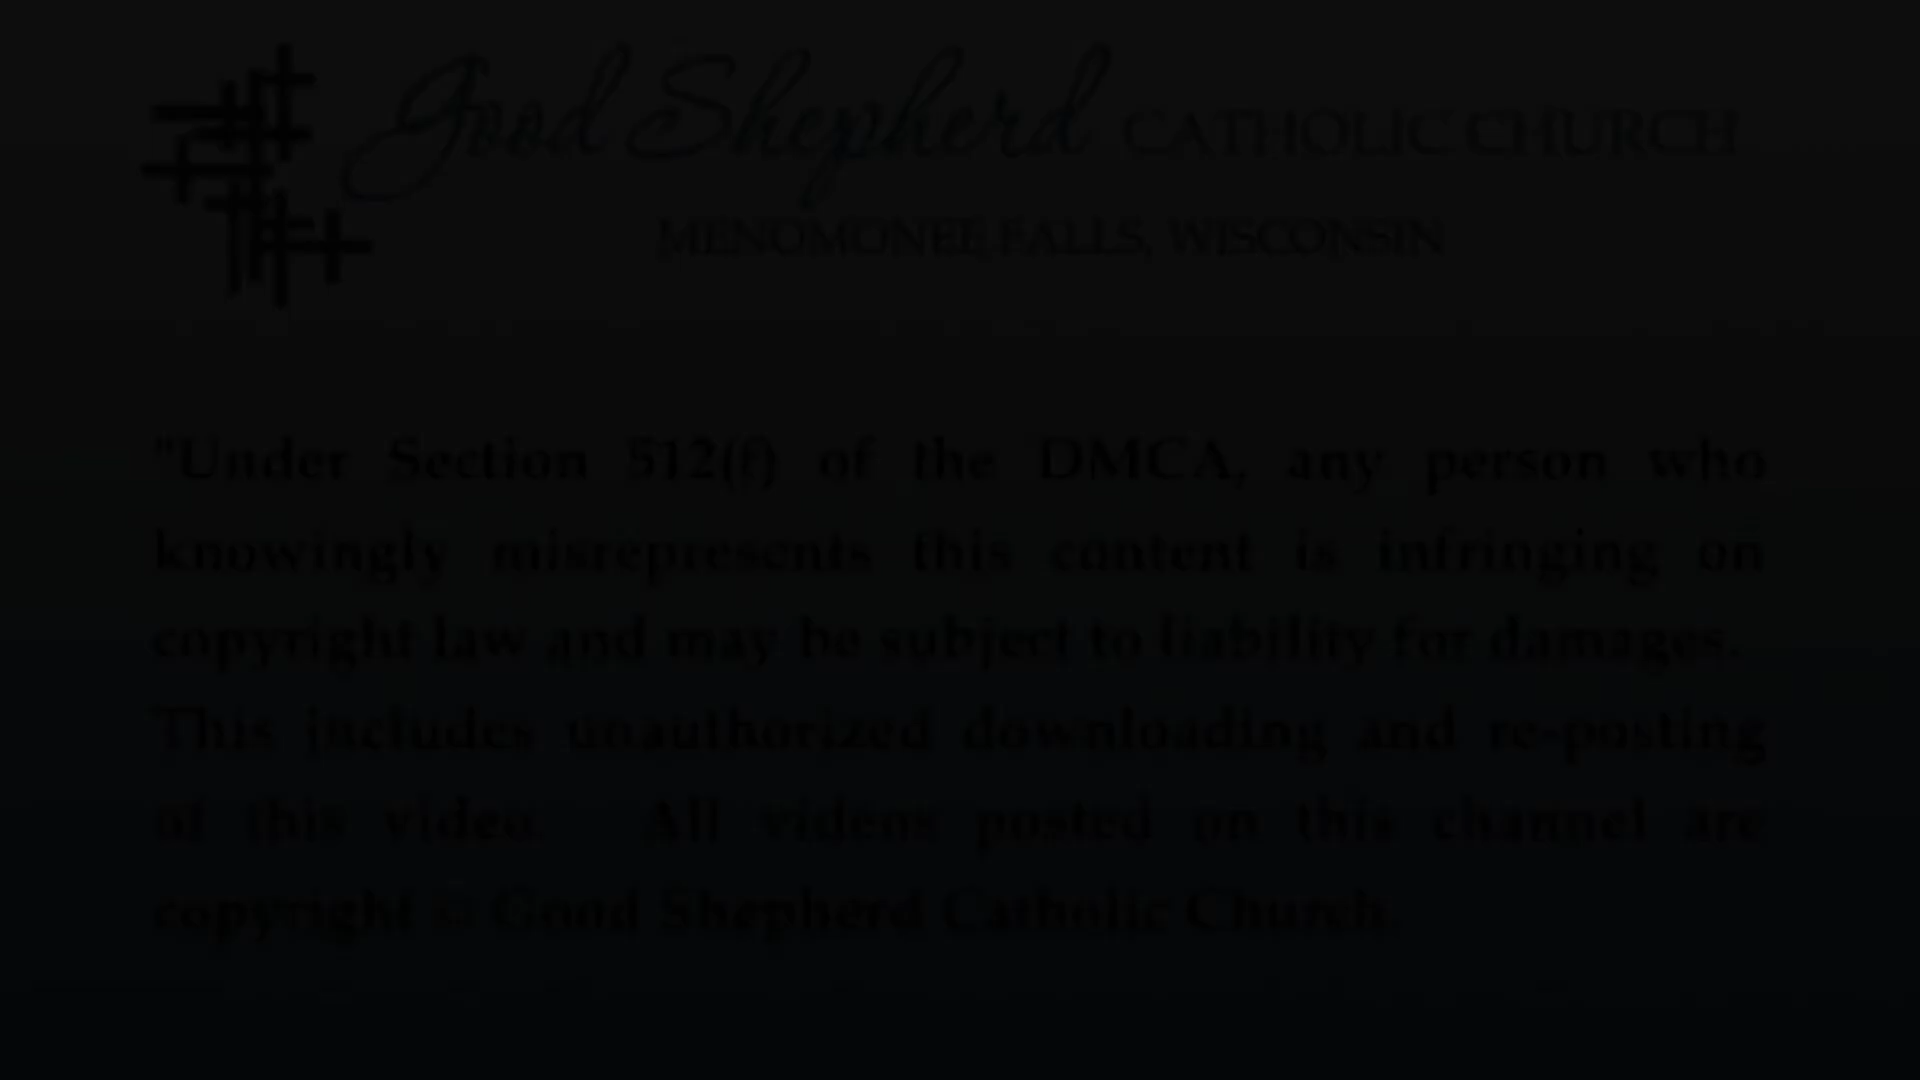 Good Shepherd CATHOLIC CHURCH
MENOMONEE FALLS, WISCONSIN
"Under Section 512(f) of the DMCA, any person who
knowingly misrepresents this content is infringing on
copyright law and may be subject to liability for damages.
This includes unauthorized downloading and re-posting
of this video. All videos posted on this channel are
copyright © Good Shepherd Catholic Church.